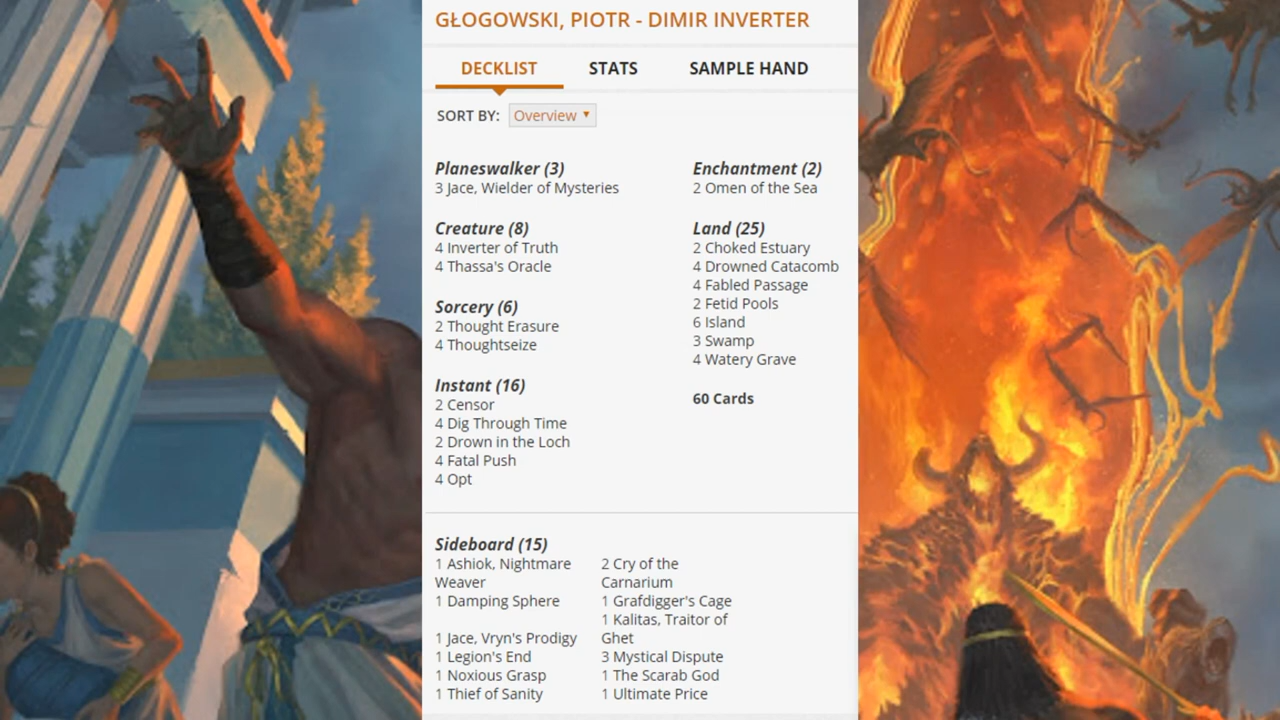 GŁOGOWSKI, PIOTR - DIMIR INVERTER
DECKLIST
STATS
SAMPLE HAND
SORT BY:
Overview ▼
Planeswalker (3)
3 Jace, Wielder of Mysteries
Creature (8)
4 Inverter of Truth
4 Thassa's Oracle
Sorcery (6)
2 Thought Erasure
4 Thoughtseize
Instant (16)
2 Censor
4 Dig Through Time
2 Drown in the Loch
4 Fatal Push
4 Opt
Enchantment (2)
2 Omen of the Sea
Land (25)
2 Choked Estuary
4 Drowned Catacomb
4 Fabled Passage
2 Fetid Pools
6 Island
3 Swamp
4 Watery Grave
60 Cards
Sideboard (15)
1 Ashiok, Nightmare
Weaver
1 Damping Sphere
1 Jace, Vryn's Prodigy
1 Legion's End
1 Noxious Grasp
1 Thief of Sanity
2 Cry of the
Carnarium
1 Grafdigger's Cage
1 Kalitas, Traitor of
Ghet
3 Mystical Dispute
1 The Scarab God
1 Ultimate Price